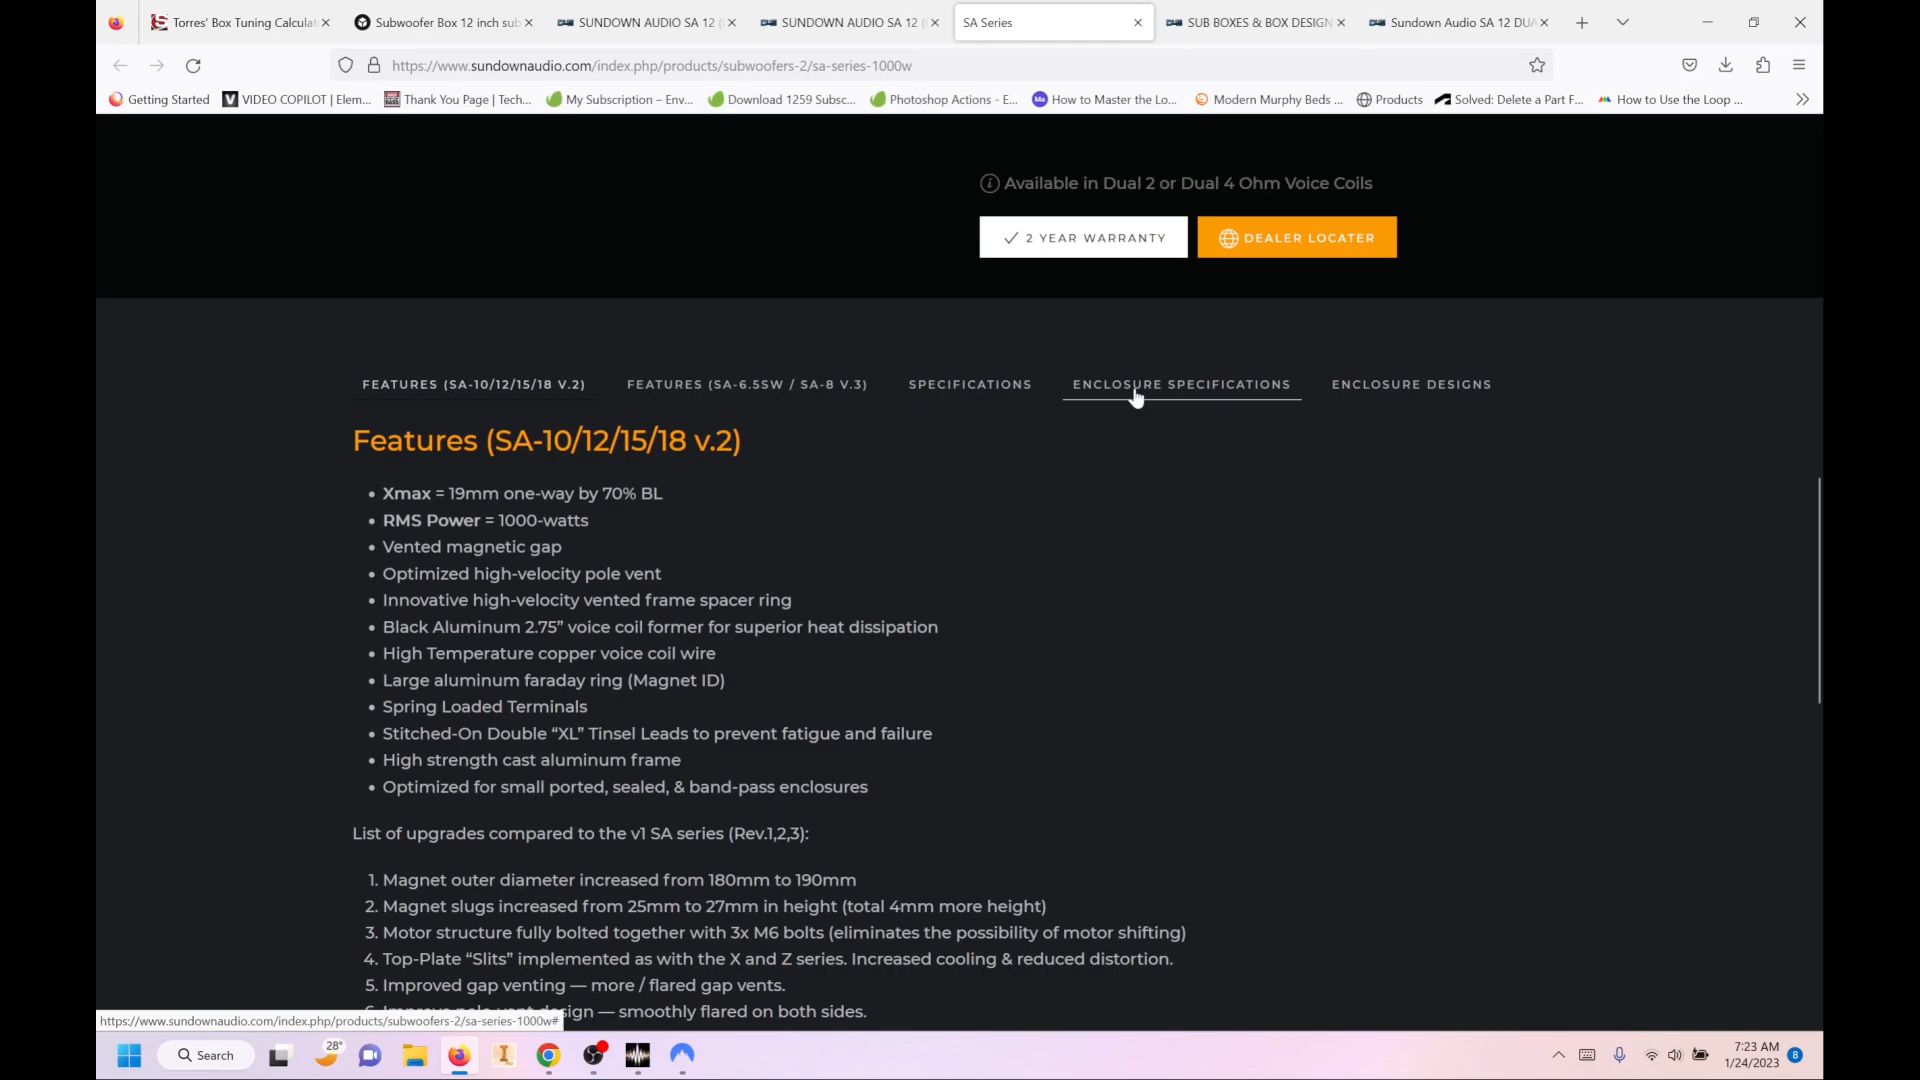 Torres' Box Tuning Calculat
Subwoofer Box 12 inch sub
SUNDOWN AUDIO SA 12 (
SUNDOWN AUDIO SA 12 (
SA Series
SUB BOXES & BOX DESIGN
Sundown Audio SA 12 DUA
https://www.sundownaudio.com/index.php/products/subwoofers-2/sa-series-1000w
Getting Started
VIDEO COPILOT | Elem...
Thank You Page | Tech...
My Subscription – Env...
Download 1259 Subsc...
Photoshop Actions - E...
How to Master the Lo...
Modern Murphy Beds ...
Products
Solved: Delete a Part F...
How to Use the Loop ...
Available in Dual 2 or Dual 4 Ohm Voice Coils
2 YEAR WARRANTY
DEALER LOCATER
FEATURES (SA-10/12/15/18 V.2)
FEATURES (SA-6.5SW / SA-8 V.3)
SPECIFICATIONS
ENCLOSURE SPECIFICATIONS
ENCLOSURE DESIGNS
Features (SA-10/12/15/18 v.2)
• Xmax = 19mm one-way by 70% BL
• RMS Power = 1000-watts
• Vented magnetic gap
• Optimized high-velocity pole vent
• Innovative high-velocity vented frame spacer ring
• Black Aluminum 2.75” voice coil former for superior heat dissipation
• High Temperature copper voice coil wire
• Large aluminum faraday ring (Magnet ID)
• Spring Loaded Terminals
• Stitched-On Double “XL” Tinsel Leads to prevent fatigue and failure
• High strength cast aluminum frame
• Optimized for small ported, sealed, & band-pass enclosures
List of upgrades compared to the v1 SA series (Rev.1,2,3):
1. Magnet outer diameter increased from 180mm to 190mm
2. Magnet slugs increased from 25mm to 27mm in height (total 4mm more height)
3. Motor structure fully bolted together with 3x M6 bolts (eliminates the possibility of motor shifting)
4. Top-Plate “Slits” implemented as with the X and Z series. Increased cooling & reduced distortion.
5. Improved gap venting — more / flared gap vents.
design — smoothly flared on both sides.
https://www.sundownaudio.com/index.php/products/subwoofers-2/sa-series-1000w#
Search
28°
7:23 AM
1/24/2023
8